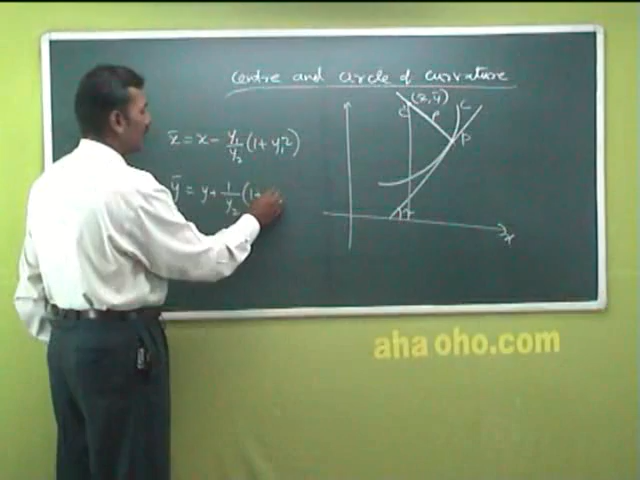 Centre and circle of curvature
x̄ = x - y₁/y₂ (1 + y₁²)
ȳ = y + 1/y₂ (1+
(x̄, ȳ)
C
ρ
C
P
x
aha oho.com